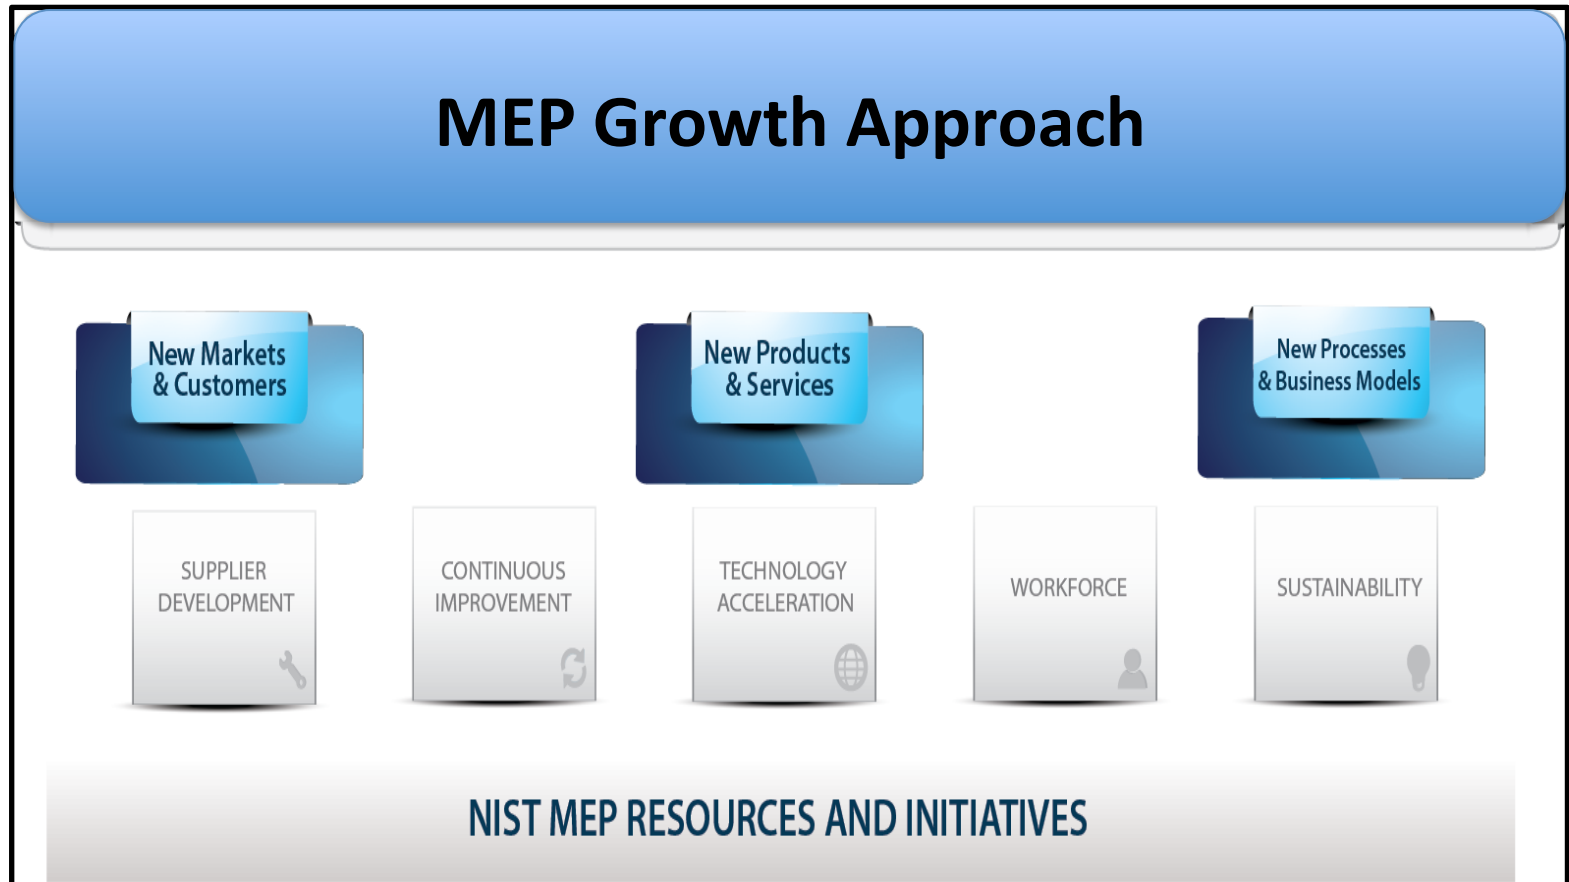 MEP Growth Approach
New Markets
& Customers
New Products
& Services
New Processes
& Business Models
SUPPLIER
DEVELOPMENT
CONTINUOUS
IMPROVEMENT
TECHNOLOGY
ACCELERATION
WORKFORCE
SUSTAINABILITY
NIST MEP RESOURCES AND INITIATIVES